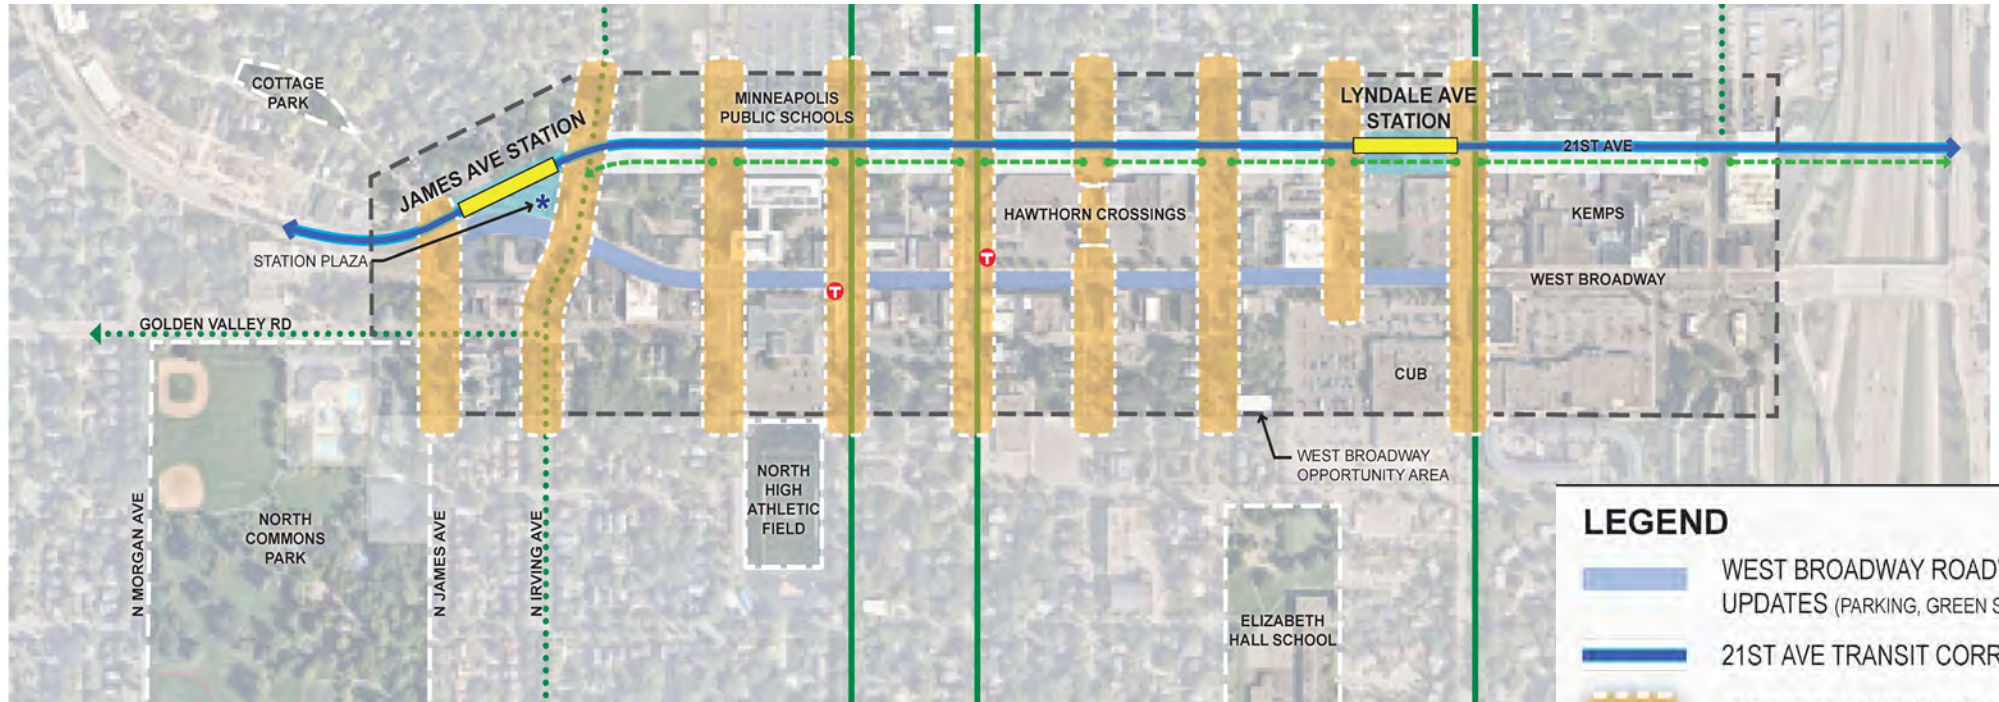 COTTAGE
PARK
MINNEAPOLIS
PUBLIC SCHOOLS
LYNDALE AVE
STATION
JAMES AVE STATION
21ST AVE
HAWTHORN CROSSINGS
KEMPS
*
STATION PLAZA
T
T
WEST BROADWAY
GOLDEN VALLEY RD
CUB
WEST BROADWAY
OPPORTUNITY AREA
NORTH
HIGH
ATHLETIC
FIELD
NORTH
COMMONS
PARK
N MORGAN AVE
N JAMES AVE
N IRVING AVE
ELIZABETH
HALL SCHOOL
LEGEND
WEST BROADWAY
UPDATES (PARKING, GREEN
21ST AVE TRANSIT